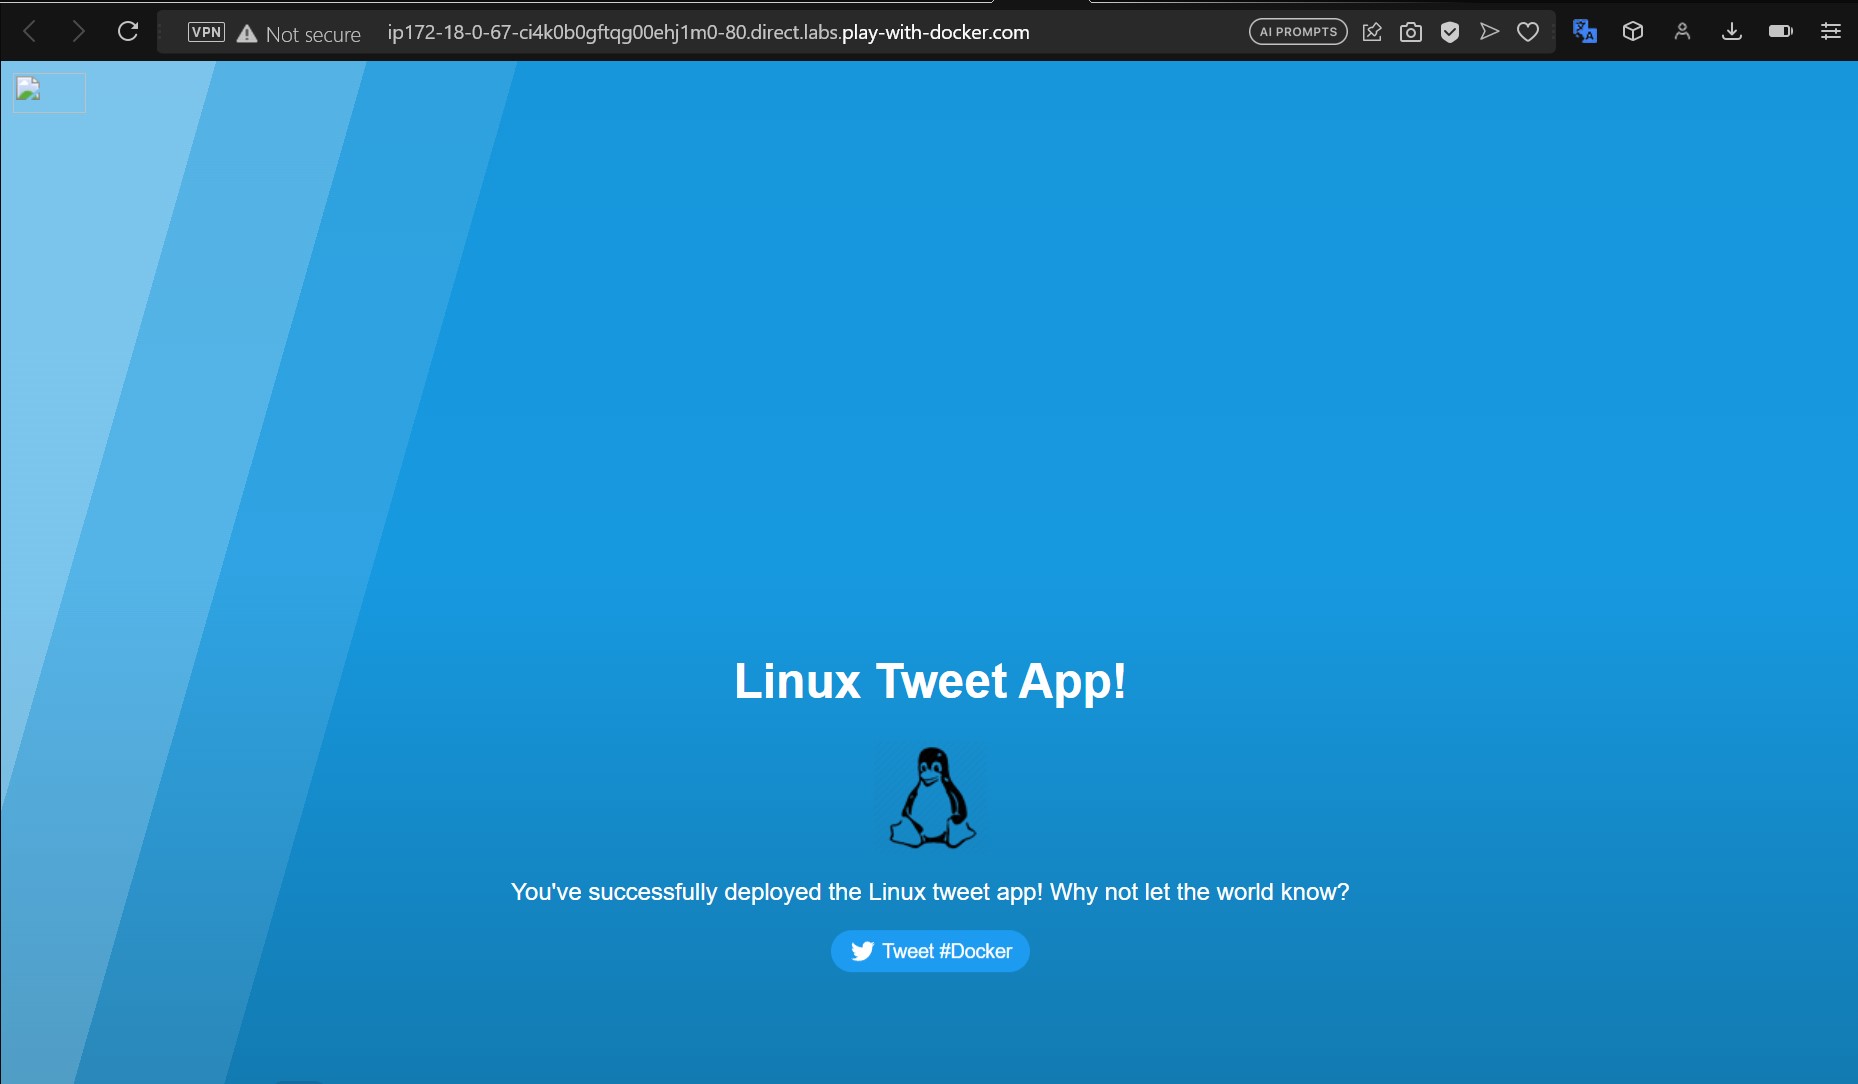 VPN Not secure ip172-18-0-67-ci4k0b0gftqg00ehj1m0-80.direct.labs.play-with-docker.com AI PROMPTS
Linux Tweet App!
You've successfully deployed the Linux tweet app! Why not let the world know?
Tweet #Docker